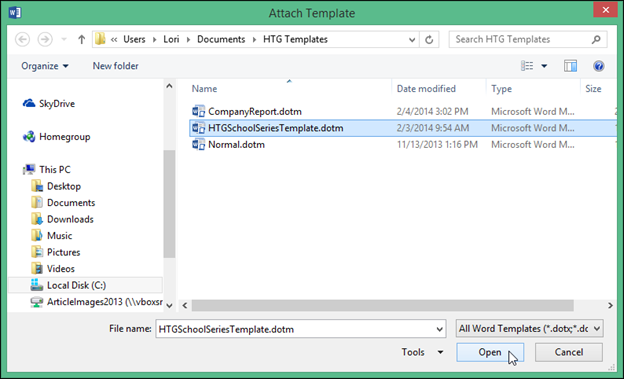 Attach Template
« Users Lori Documents HTG Templates
Search HTG Templates
Organize New folder
Name Date modified Type Size
SkyDrive
Homegroup
This PC
Desktop
Documents
Downloads
Music
Pictures
Videos
Local Disk (C:)
ArticleImages2013 (\\vboxsr
CompanyReport.dotm 2/4/2014 3:02 PM Microsoft Word M...
HTGSchoolSeriesTemplate.dotm 2/3/2014 9:54 AM Microsoft Word M...
Normal.dotm 11/13/2013 1:16 PM Microsoft Word M...
File name: HTGSchoolSeriesTemplate.dotm All Word Templates (*.dotx;*.dc
Tools Open Cancel